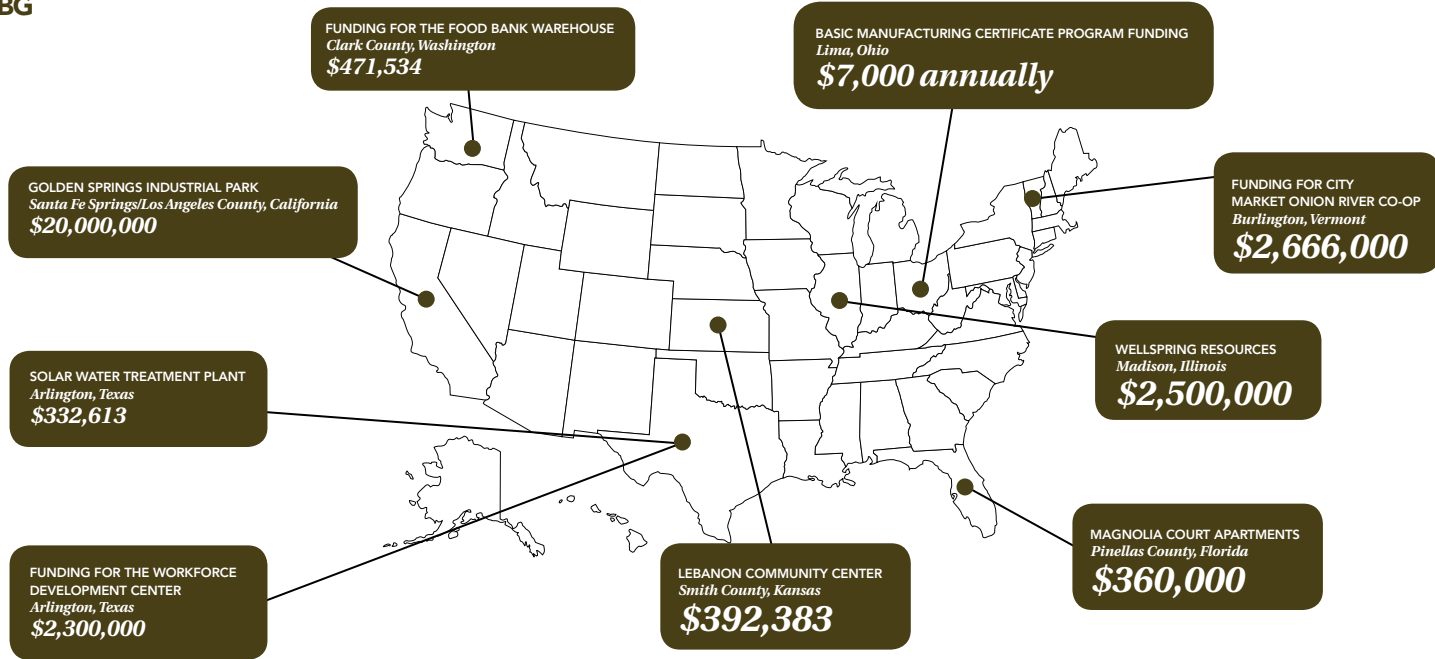 BG
FUNDING FOR THE FOOD BANK WAREHOUSE
Clark County, Washington
$471,534
BASIC MANUFACTURING CERTIFICATE PROGRAM FUNDING
Lima, Ohio
$7,000 annually
GOLDEN SPRINGS INDUSTRIAL PARK
Santa Fe Springs/Los Angeles County, California
$20,000,000
FUNDING FOR CITY
MARKET ONION RIVER CO-OP
Burlington, Vermont
$2,666,000
SOLAR WATER TREATMENT PLANT
Arlington, Texas
$332,613
WELLSPRING RESOURCES
Madison, Illinois
$2,500,000
FUNDING FOR THE WORKFORCE
DEVELOPMENT CENTER
Arlington, Texas
$2,300,000
LEBANON COMMUNITY CENTER
Smith County, Kansas
$392,383
MAGNOLIA COURT APARTMENTS
Pinellas County, Florida
$360,000